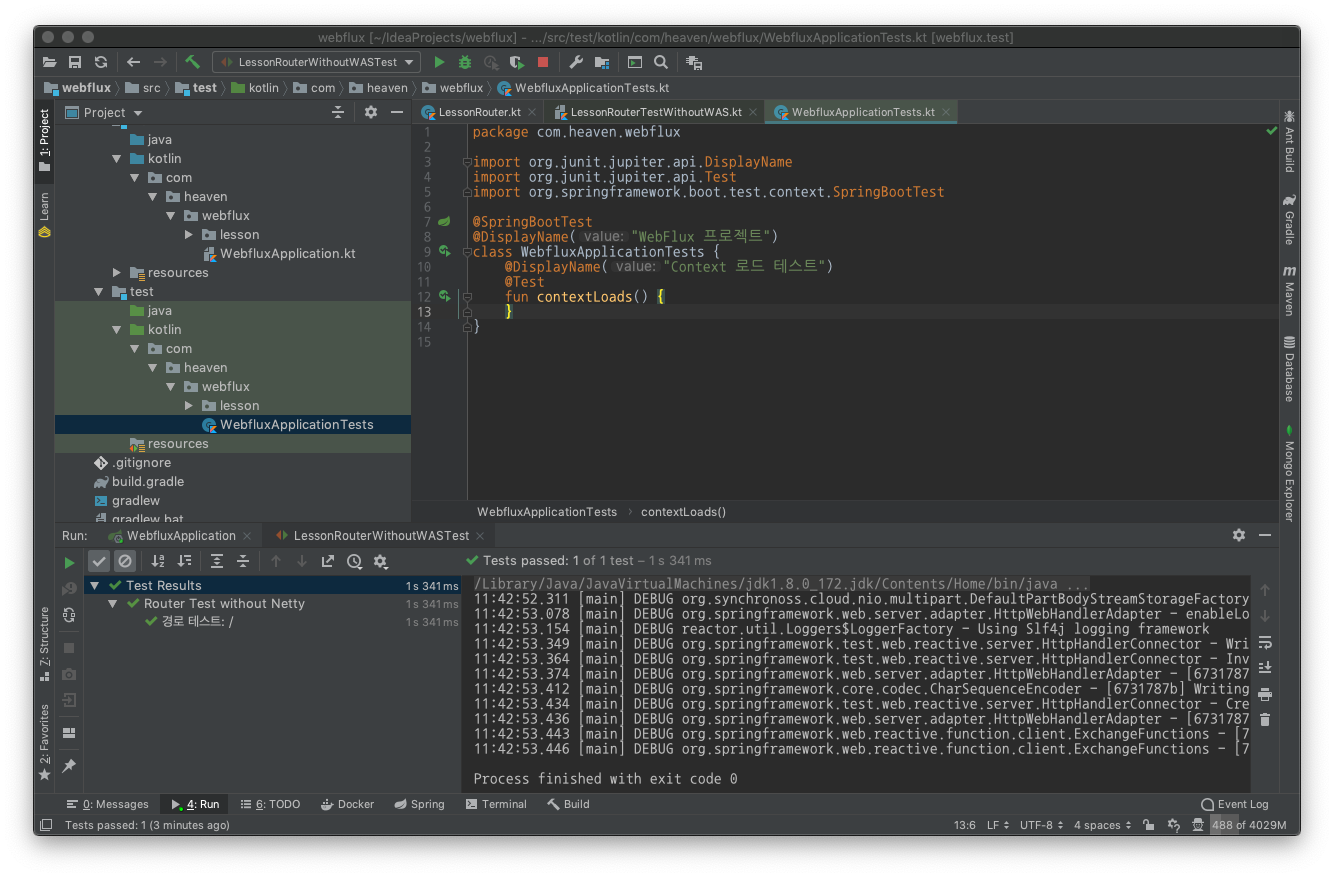 webflux [~/IdeaProjects/webflux] - .../src/test/kotlin/com/heaven/webflux/WebfluxApplicationTests.kt [webflux.test]
LessonRouterWithoutWASTest
webflux src test kotlin com heaven webflux WebfluxApplicationTests.kt
1: Project
Learn
Z: Structure
2: Favorites
Project
java
kotlin
com
heaven
webflux
lesson
WebfluxApplication.kt
resources
test
java
kotlin
com
heaven
webflux
lesson
WebfluxApplicationTests
resources
.gitignore
build.gradle
gradlew
gradlew.bat
LessonRouter.kt LessonRouterTestWithoutWAS.kt WebfluxApplicationTests.kt
1 package com.heaven.webflux
2
3 import org.junit.jupiter.api.DisplayName
4 import org.junit.jupiter.api.Test
5 import org.springframework.boot.test.context.SpringBootTest
6
7 @SpringBootTest
8 @DisplayName( value: "WebFlux 프로젝트")
9 class WebfluxApplicationTests {
10 @DisplayName( value: "Context 로드 테스트")
11 @Test
12 fun contextLoads() {
13 }
14 }
15
WebfluxApplicationTests contextLoads()
Ant Build
Gradle
Maven
Database
Mongo Explorer
Run: WebfluxApplication LessonRouterWithoutWASTest
Tests passed: 1 of 1 test – 1 s 341 ms
Test Results 1 s 341 ms
Router Test without Netty 1 s 341 ms
경로 테스트: / 1 s 341 ms
/Library/Java/JavaVirtualMachines/jdk1.8.0_172.jdk/Contents/Home/bin/java ...
11:42:52.311 [main] DEBUG org.synchronoss.cloud.nio.multipart.DefaultPartBodyStreamStorageFactory
11:42:53.078 [main] DEBUG org.springframework.web.server.adapter.HttpWebHandlerAdapter - enableLo
11:42:53.154 [main] DEBUG reactor.util.Loggers$LoggerFactory - Using Slf4j logging framework
11:42:53.349 [main] DEBUG org.springframework.test.web.reactive.server.HttpHandlerConnector - Wri
11:42:53.364 [main] DEBUG org.springframework.test.web.reactive.server.HttpHandlerConnector - Inv
11:42:53.374 [main] DEBUG org.springframework.web.server.adapter.HttpWebHandlerAdapter - [6731787
11:42:53.412 [main] DEBUG org.springframework.core.codec.CharSequenceEncoder - [6731787b] Writing
11:42:53.434 [main] DEBUG org.springframework.test.web.reactive.server.HttpHandlerConnector - Cre
11:42:53.436 [main] DEBUG org.springframework.web.server.adapter.HttpWebHandlerAdapter - [6731787
11:42:53.443 [main] DEBUG org.springframework.web.reactive.function.client.ExchangeFunctions - [7
11:42:53.446 [main] DEBUG org.springframework.web.reactive.function.client.ExchangeFunctions - [7
Process finished with exit code 0
0: Messages 4: Run 6: TODO Docker Spring Terminal Build Event Log
Tests passed: 1 (3 minutes ago) 13:6 LF UTF-8 4 spaces 488 of 4029M